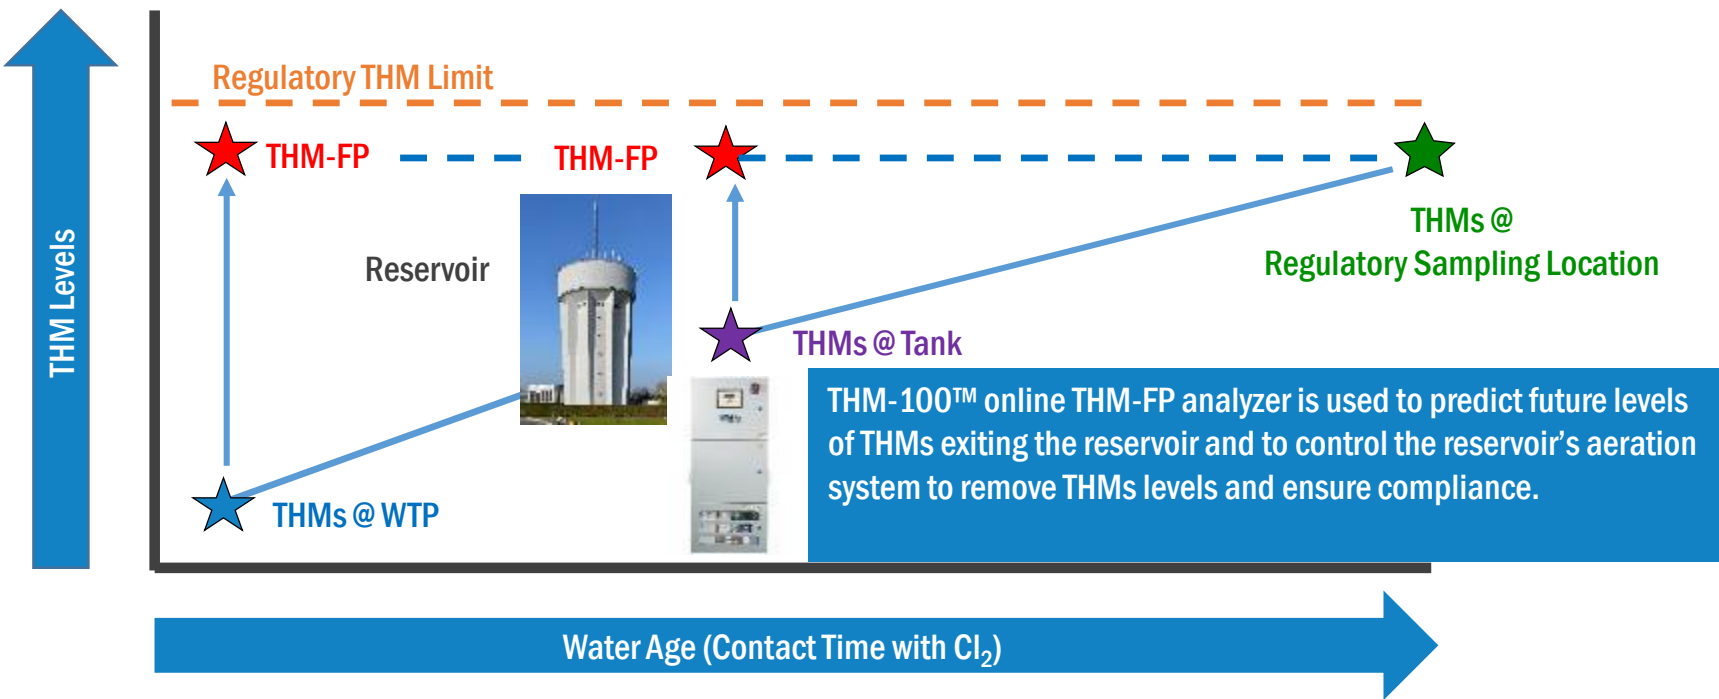 Regulatory THM Limit
THM-FP
THM-FP
THM Levels
Reservoir
THMs @
Regulatory Sampling Location
THMs @ Tank
THMs @ WTP
THM-100™ online THM-FP analyzer is used to predict future levels
of THMs exiting the reservoir and to control the reservoir's aeration
system to remove THMs levels and ensure compliance.
Water Age (Contact Time with Cl₂)